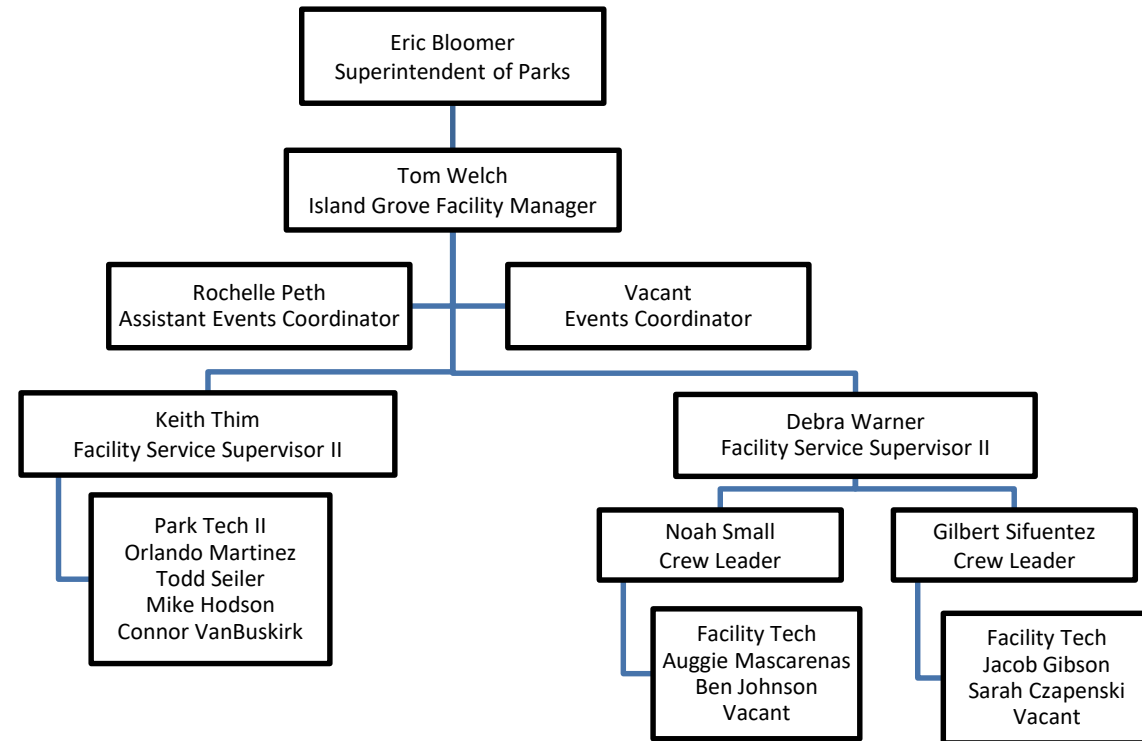 Eric Bloomer
Superintendent of Parks
Tom Welch
Island Grove Facility Manager
Rochelle Peth
Assistant Events Coordinator
Vacant
Events Coordinator
Keith Thim
Facility Service Supervisor II
Debra Warner
Facility Service Supervisor II
Park Tech II
Orlando Martinez
Todd Seiler
Mike Hodson
Connor VanBuskirk
Noah Small
Crew Leader
Gilbert Sifuentez
Crew Leader
Facility Tech
Auggie Mascarenas
Ben Johnson
Vacant
Facility Tech
Jacob Gibson
Sarah Czapenski
Vacant